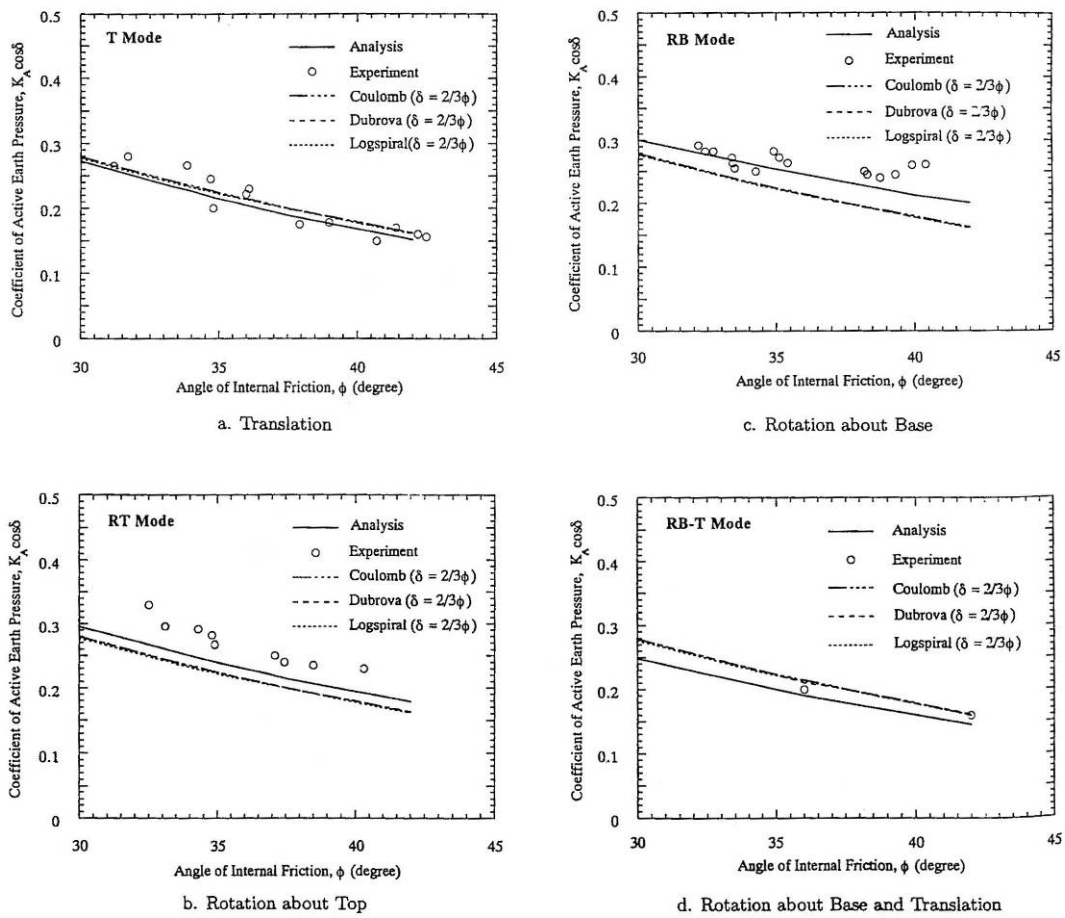 0.5
0.4
0.3
0.2
0.1
0
Coefficient of Active Earth Pressure, K_A cosδ
T Mode
Analysis
Experiment
Coulomb (δ = 2/3ϕ)
Dubrova (δ = 2/3ϕ)
Logspiral(δ = 2/3ϕ)
30 35 40 45
Angle of Internal Friction, ϕ (degree)
a. Translation
0.5
0.4
0.3
0.2
0.1
0
Coefficient of Active Earth Pressure, K_A cosδ
RB Mode
Analysis
Experiment
Coulomb (δ = 2/3ϕ)
Dubrova (δ = 2/3ϕ)
Logspiral (δ = 2/3ϕ)
30 35 40 45
Angle of Internal Friction, ϕ (degree)
c. Rotation about Base
0.5
0.4
0.3
0.2
0.1
0
Coefficient of Active Earth Pressure, K_A cosδ
RT Mode
Analysis
Experiment
Coulomb (δ = 2/3ϕ)
Dubrova (δ = 2/3ϕ)
Logspiral (δ = 2/3ϕ)
30 35 40 45
Angle of Internal Friction, ϕ (degree)
b. Rotation about Top
0.5
0.4
0.3
0.2
0.1
0
Coefficient of Active Earth Pressure, K_A cosδ
RB-T Mode
Analysis
Experiment
Coulomb (δ = 2/3ϕ)
Dubrova (δ = 2/3ϕ)
Logspiral (δ = 2/3ϕ)
30 35 40 45
Angle of Internal Friction, ϕ (degree)
d. Rotation about Base and Translation